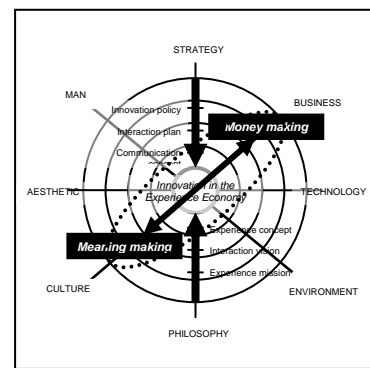 STRATEGY
MAN
Innovation policy
BUSINESS
Interaction plan
Money making
Communication
AESTHETIC
Innovation in the
Experience Economy
TECHNOLOGY
Experience concept
Meaning making
Interaction vision
Experience mission
CULTURE
ENVIRONMENT
PHILOSOPHY